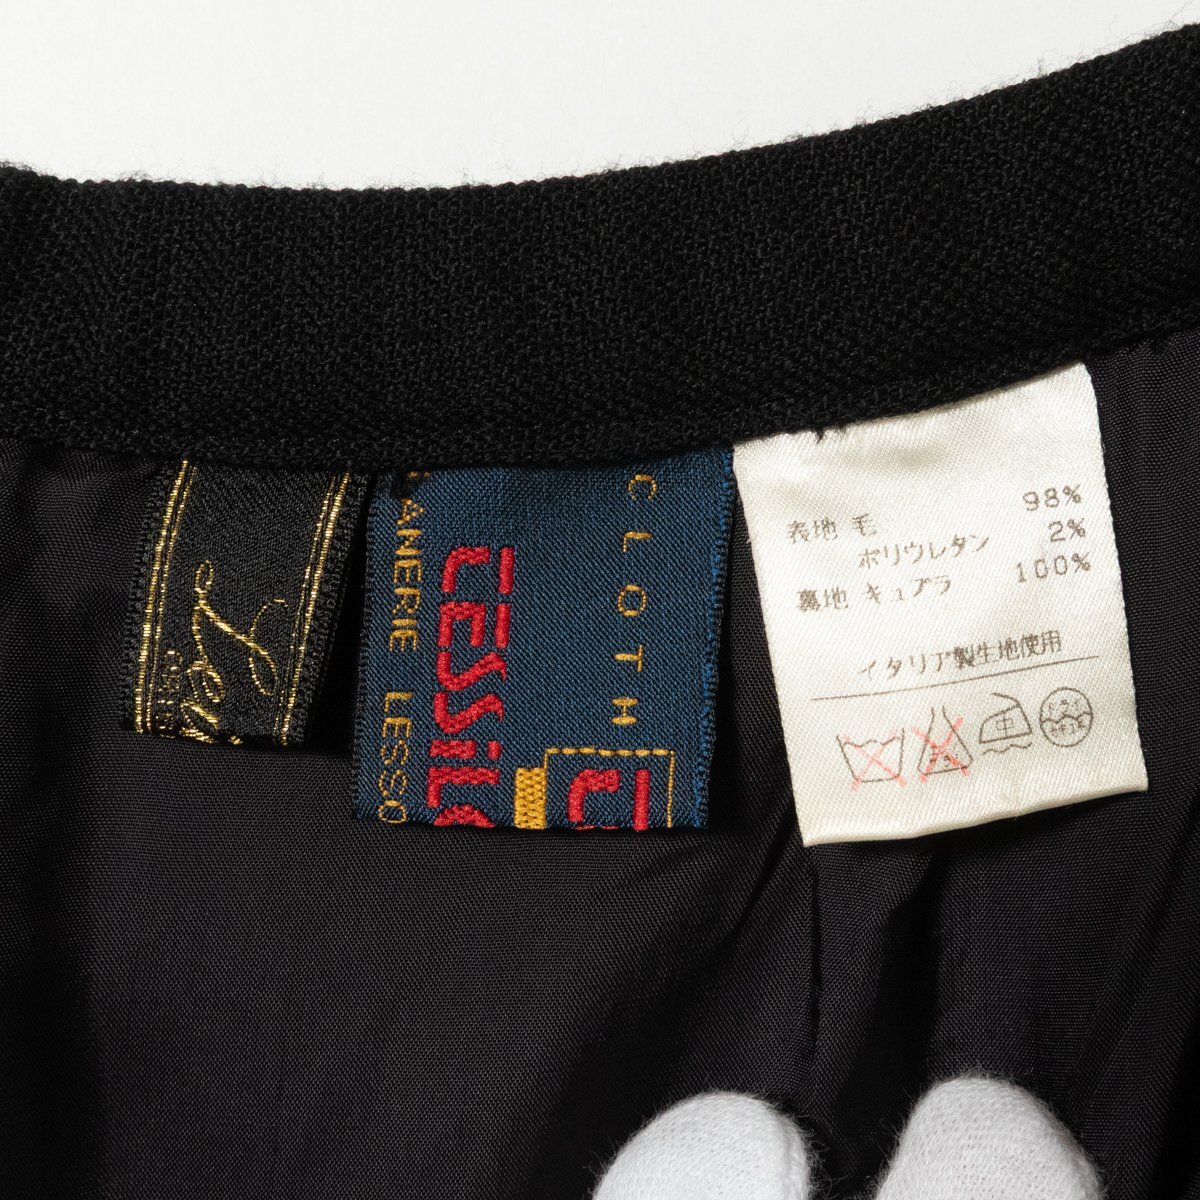 CLOTH
TESSiLe
LANERIE LESSO
表地 毛 98%
ポリウレタン 2%
裏地 キュプラ 100%
イタリア製生地使用